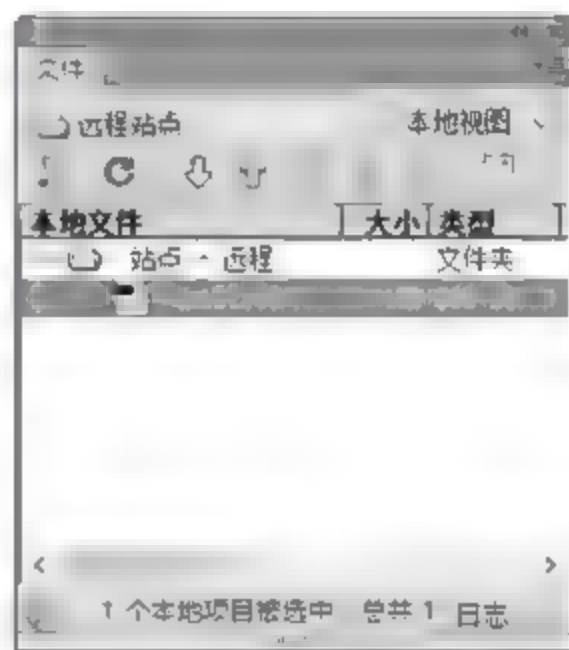 文件
远程站点 本地视图
本地文件 大小 类型
站点 - 远程 文件夹
1 个本地项目被选中 总共 1 日志